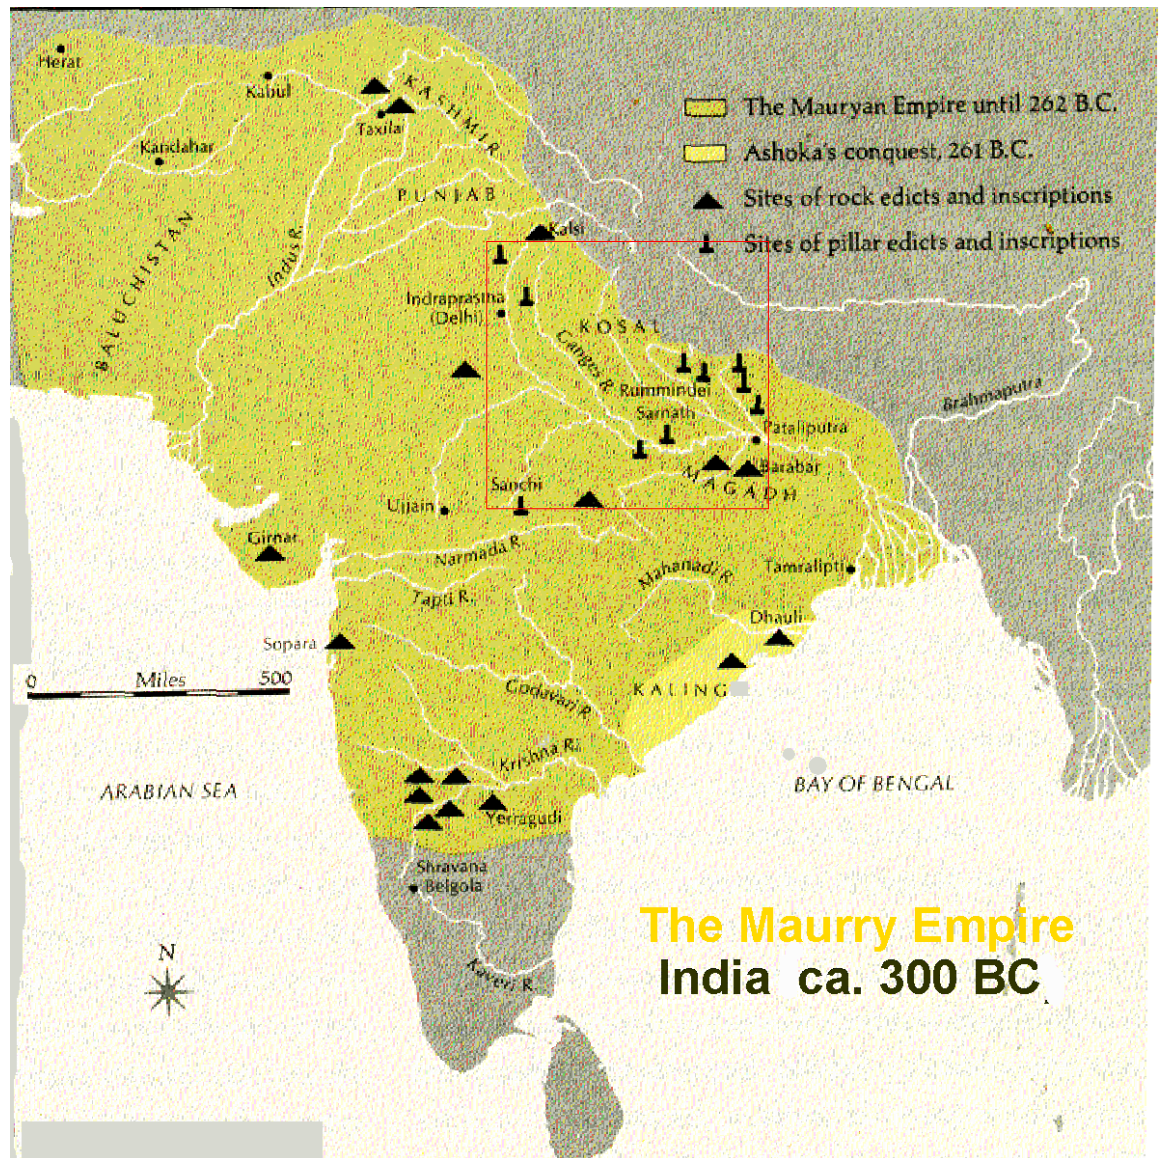 Herat
Kabul
KASHMIR
Taxila
Kandahar
PUNJAB
The Mauryan Empire until 262 B.C.
Ashoka's conquest, 261 B.C.
Sites of rock edicts and inscriptions
Sites of pillar edicts and inscriptions
Kalsi
BALUCHISTAN
Indus R.
Indraprastha
(Delhi)
KOSAL
Ganges R.
Rummindei
Sarnath
Brahmaputra
Pataliputra
Barabar
MAGADH
Sanchi
Ujjain
Girnar
Narmada R.
Tapti R.
Mahanadi R.
Tamralipti
Dhauli
Sopara
0 Miles 500
Godavari R.
KALING
Krishna R.
ARABIAN SEA
BAY OF BENGAL
Yerragudi
Shravana
Belgola
Kaveri R.
The Maurry Empire
India ca. 300 BC
N